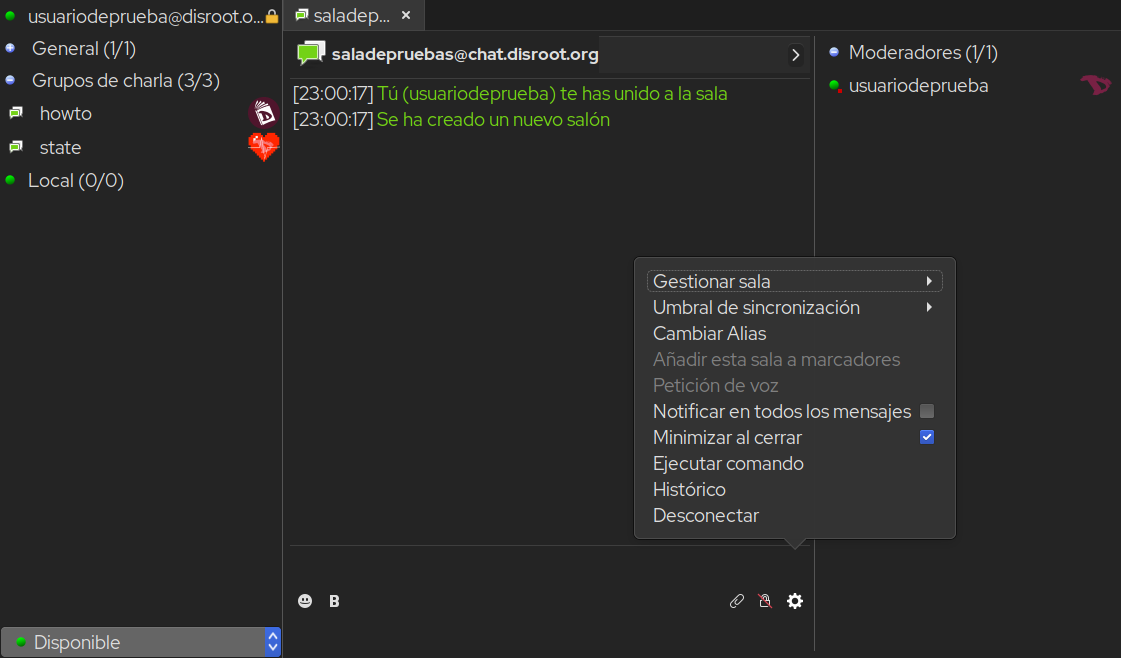 usuariodeprueba@disroot.o...
General (1/1)
Grupos de charla (3/3)
howto
state
Local (0/0)
Disponible
saladep...
saladepruebas@chat.disroot.org
[23:00:17] Tú (usuariodeprueba) te has unido a la sala
[23:00:17] Se ha creado un nuevo salón
Moderadores (1/1)
usuariodeprueba
Gestionar sala
Umbral de sincronización
Cambiar Alias
Añadir esta sala a marcadores
Petición de voz
Notificar en todos los mensajes
Minimizar al cerrar
Ejecutar comando
Histórico
Desconectar
B